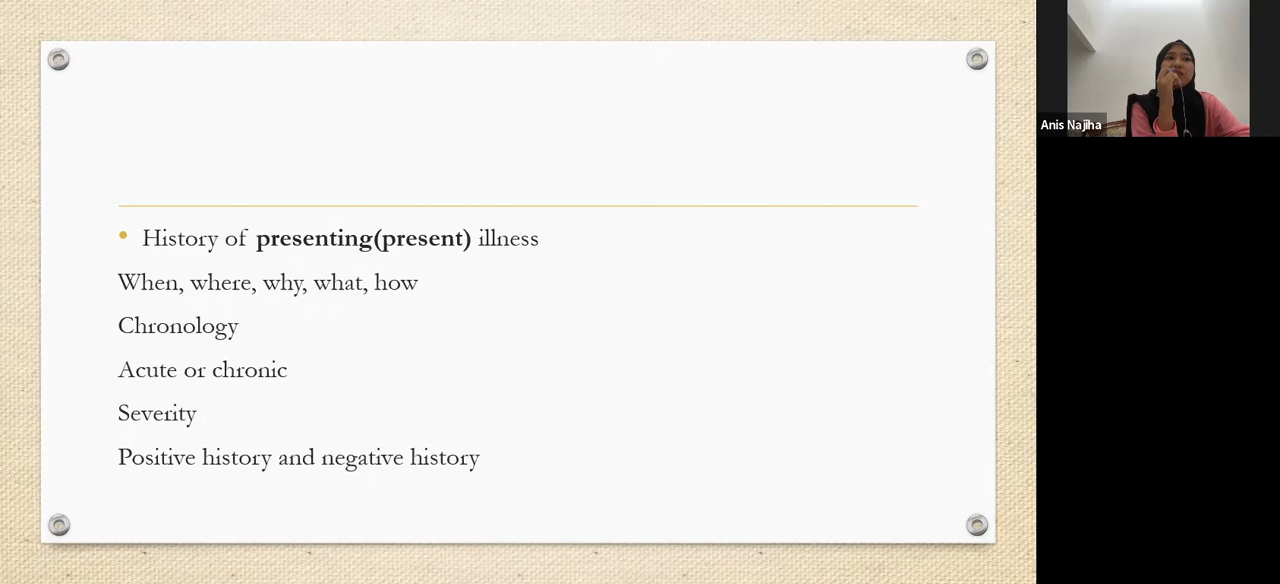 History of presenting(present) illness
When, where, why, what, how
Chronology
Acute or chronic
Severity
Positive history and negative history
Anis Najiha